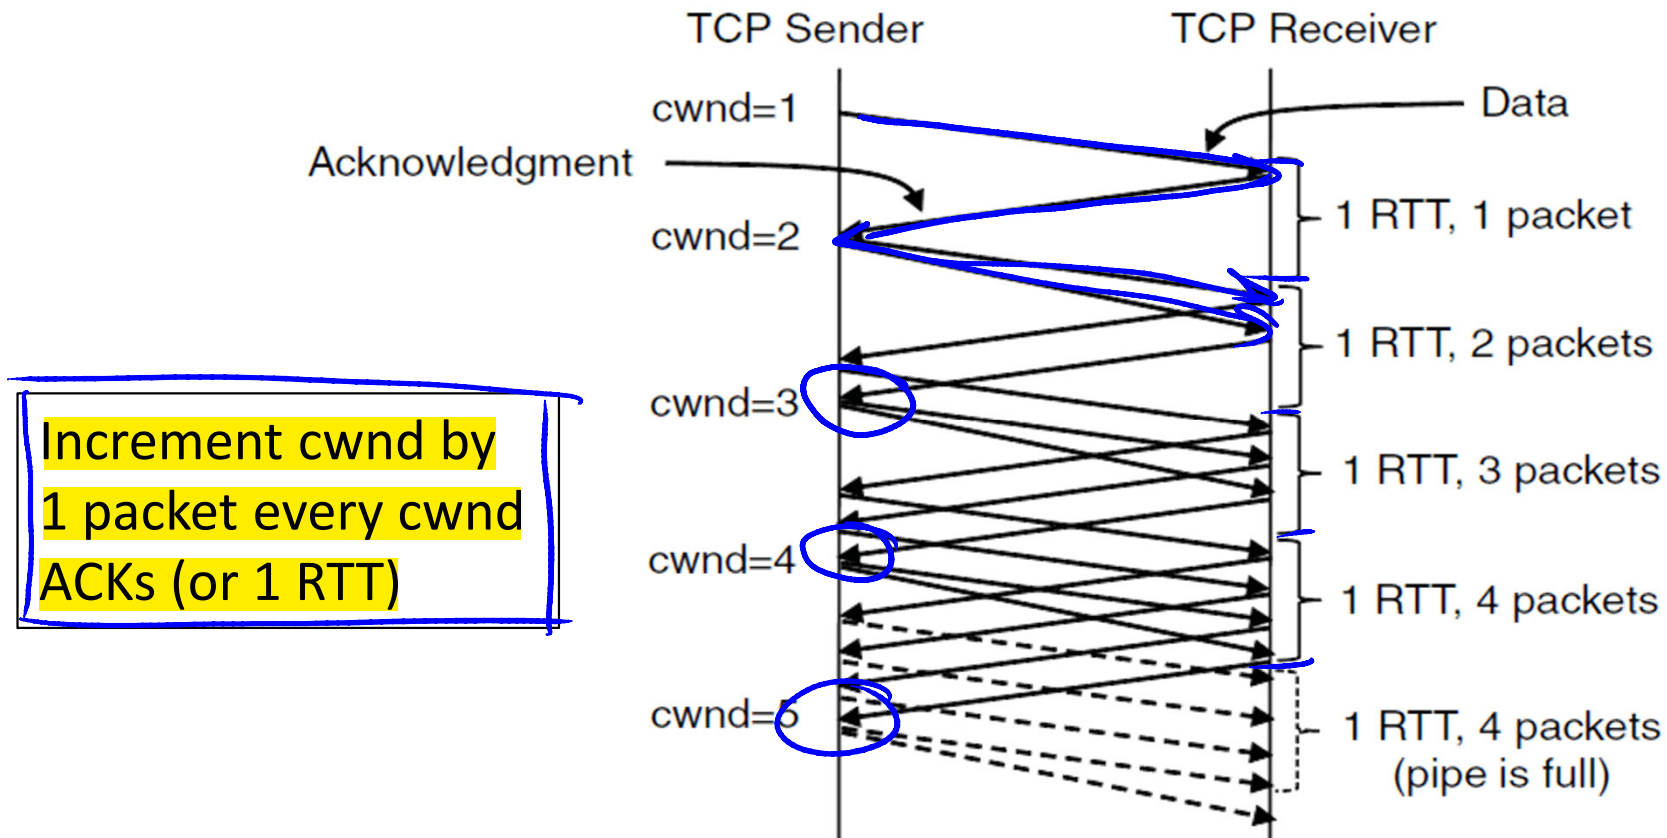 TCP Sender
TCP Receiver
cwnd=1
Data
Acknowledgment
1 RTT, 1 packet
cwnd=2
1 RTT, 2 packets
cwnd=3
Increment cwnd by
1 packet every cwnd
ACKs (or 1 RTT)
1 RTT, 3 packets
cwnd=4
1 RTT, 4 packets
cwnd=5
1 RTT, 4 packets
(pipe is full)